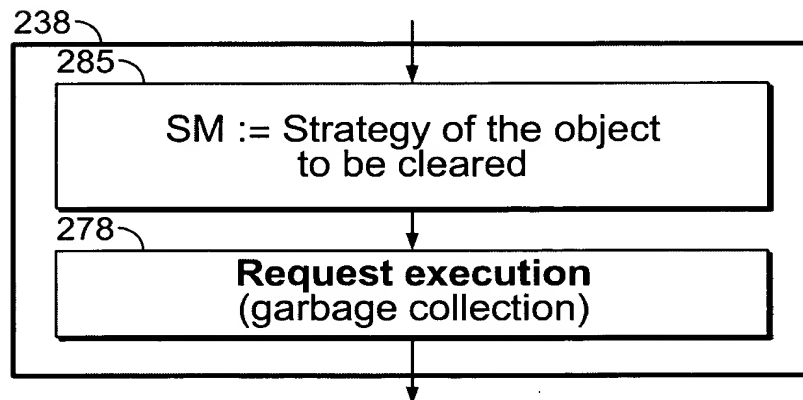 238
285
SM := Strategy of the object
to be cleared
278
Request execution
(garbage collection)